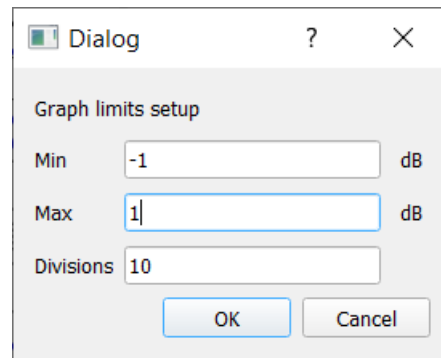 Dialog ?
Graph limits setup
Min -1 dB
Max 1 dB
Divisions 10
OK Cancel